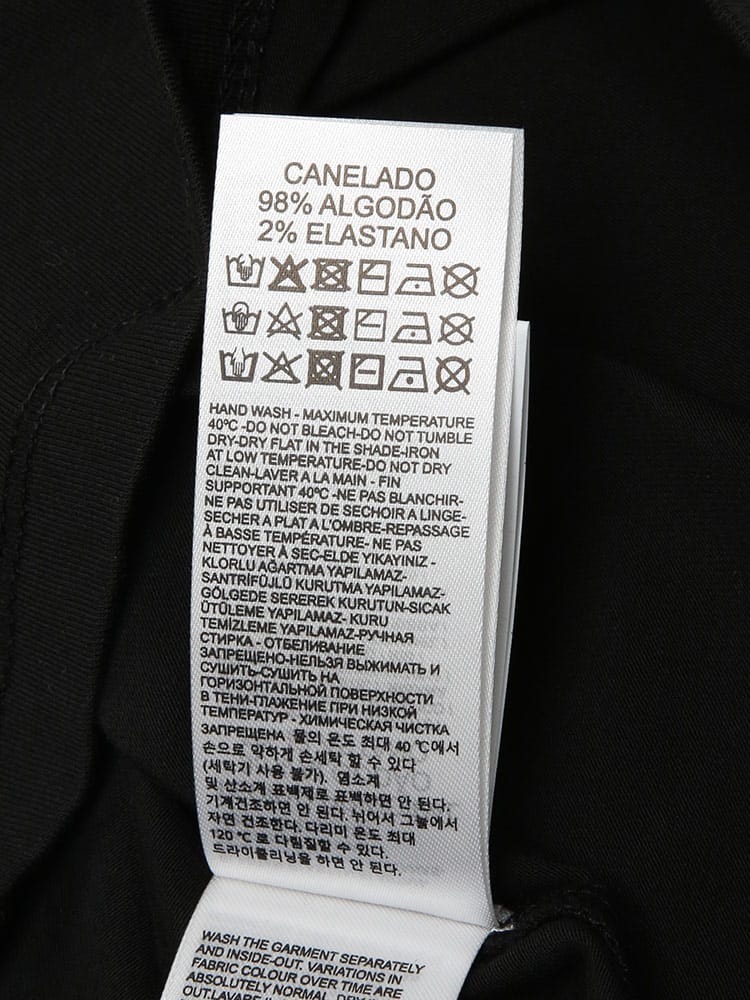 CANELADO
98% ALGODÃO
2% ELASTANO
HAND WASH - MAXIMUM TEMPERATURE
40ºC -DO NOT BLEACH-DO NOT TUMBLE
DRY-DRY FLAT IN THE SHADE-IRON
AT LOW TEMPERATURE-DO NOT DRY
CLEAN-LAVER A LA MAIN - FIN
SUPPORTANT 40ºC -NE PAS BLANCHIR-
NE PAS UTILISER DE SECHOIR A LINGE-
SECHER A PLAT A L'OMBRE-REPASSAGE
À BASSE TEMPÉRATURE- NE PAS
NETTOYER À SEC-ELDE YIKAYINIZ -
KLORLU AĞARTMA YAPILAMAZ-
SANTRİFÜJLÜ KURUTMA YAPILAMAZ-
GÖLGEDE SEREREK KURUTUN-SICAK
ÜTÜLEME YAPILAMAZ- KURU
TEMİZLEME YAPILAMAZ-РУЧНАЯ
СТИРКА - ОТБЕЛИВАНИЕ
ЗАПРЕЩЕНО-НЕЛЬЗЯ ВЫЖИМАТЬ И
СУШИТЬ-СУШИТЬ НА
ГОРИЗОНТАЛЬНОЙ ПОВЕРХНОСТИ
В ТЕНИ-ГЛАЖЕНИЕ ПРИ НИЗКОЙ
ТЕМПЕРАТУР - ХИМИЧЕСКАЯ ЧИСТКА
ЗАПРЕЩЕНА 물의 온도 최대 40 ℃에서
손으로 약하게 손세탁 할 수 있다
(세탁기 사용 불가). 염소계
및 산소계 표백제로 표백하면 안 된다.
기계건조하면 안 된다. 뉘어서 그늘에서
자연 건조한다. 다리미 온도 최대
120 ℃ 로 다림질할 수 있다.
드라이클리닝을 하면 안 된다.
WASH THE GARMENT SEPARATELY
AND INSIDE-OUT. VARIATIONS IN
FABRIC COLOUR OVER TIME ARE
ABSOLUTELY NORMAL.